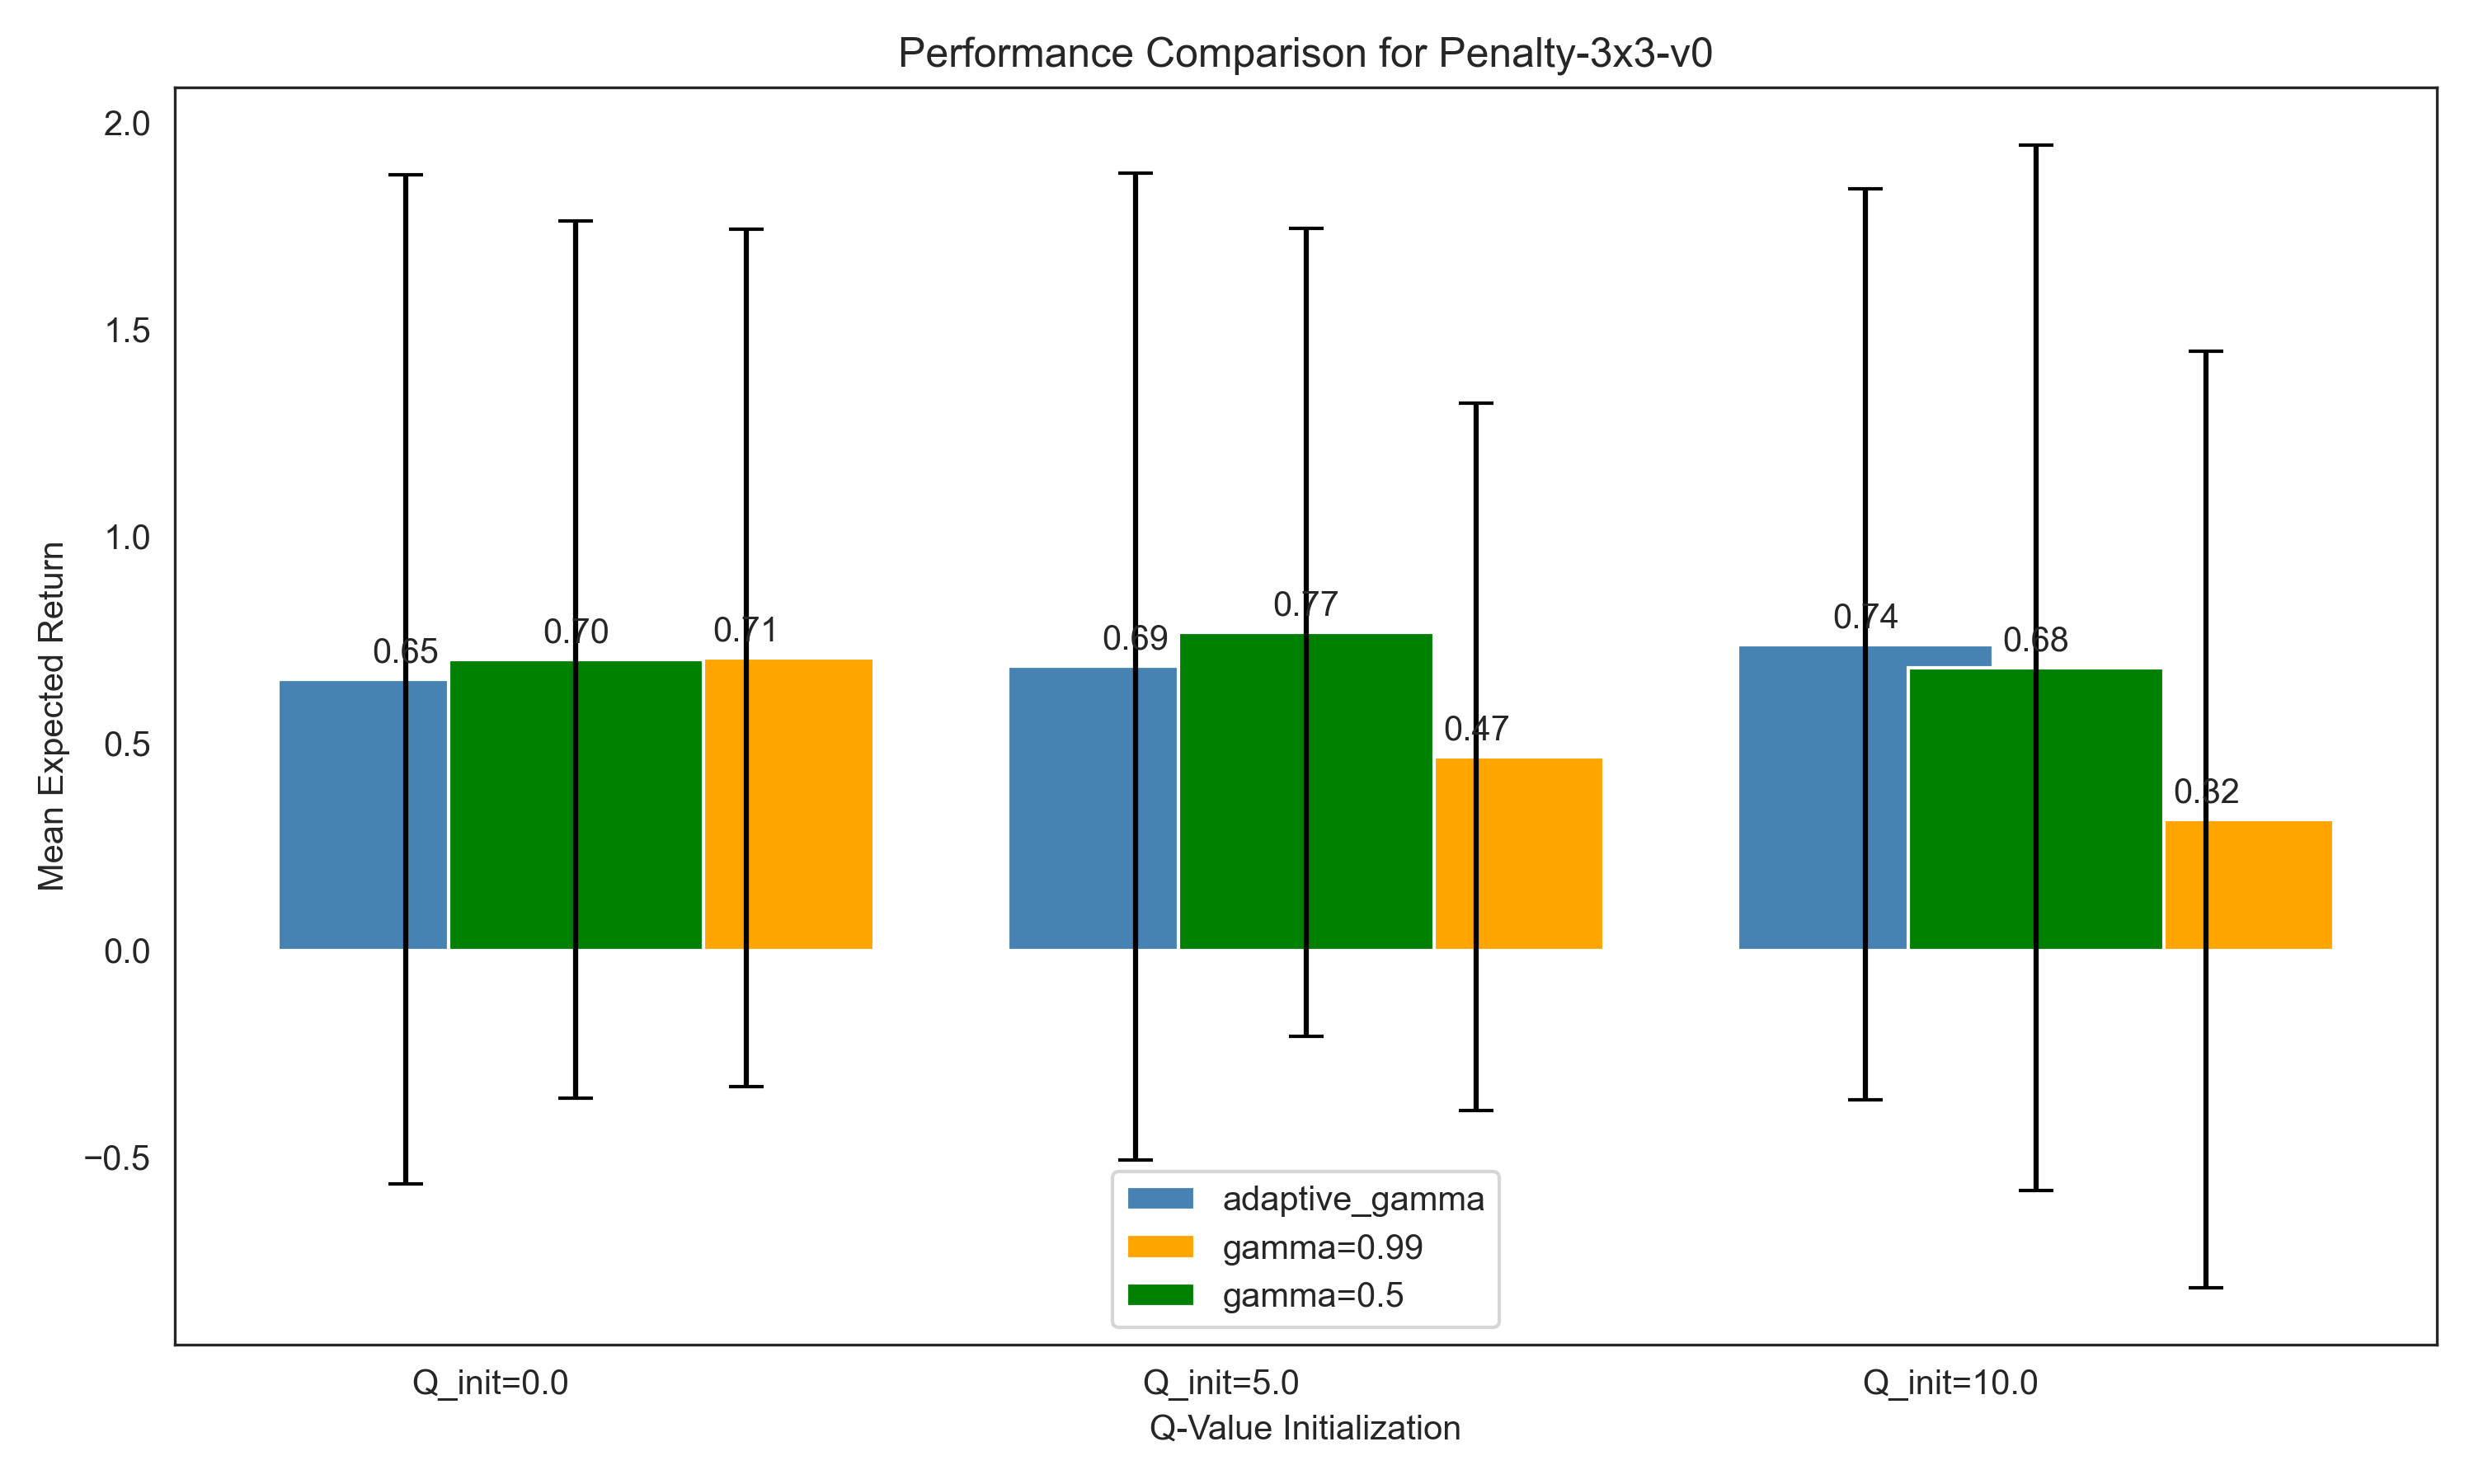 Performance Comparison for Penalty-3x3-v0
2.0
1.5
1.0
0.5
0.0
−0.5
Mean Expected Return
0.65
0.70
0.71
0.69
0.77
0.47
0.74
0.68
0.32
adaptive_gamma
gamma=0.99
gamma=0.5
Q_init=0.0
Q_init=5.0
Q_init=10.0
Q-Value Initialization